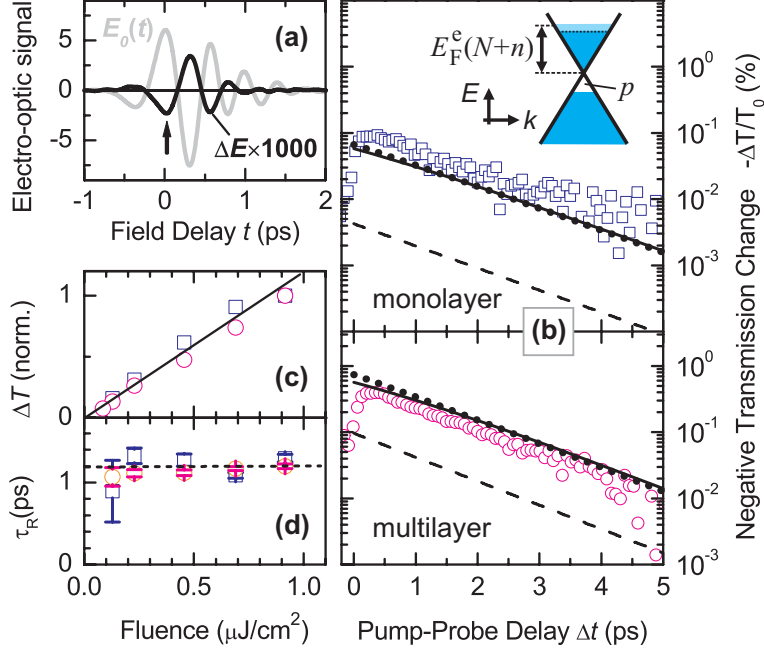 Electro-optic signal
5
0
-5
E₀(t)
(a)
ΔE×1000
-1
0
1
2
Field Delay t (ps)
ΔT (norm.)
1
0
(c)
τ_R(ps)
1
0
(d)
0.0
0.5
1.0
Fluence (μJ/cm²)
E_F^e(N+n)
p
E
k
monolayer
(b)
multilayer
10⁰
10⁻¹
10⁻²
10⁻³
10⁰
10⁻¹
10⁻²
10⁻³
Negative Transmission Change -ΔT/T₀ (%)
0
1
2
3
4
5
Pump-Probe Delay Δt (ps)